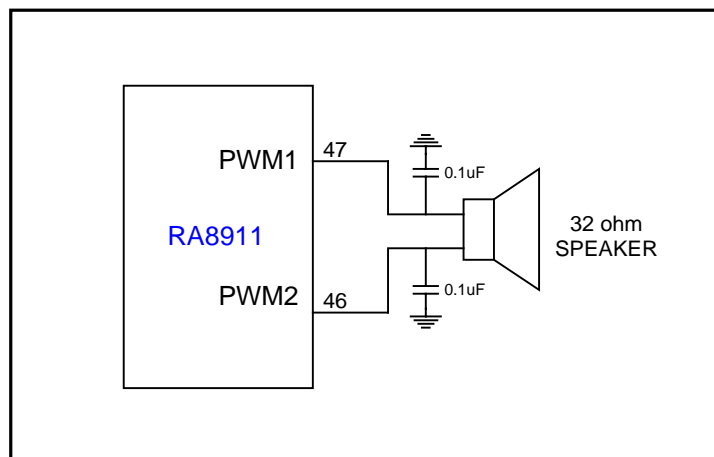 PWM1
47
0.1uF
RA8911
32 ohm
SPEAKER
PWM2
46
0.1uF